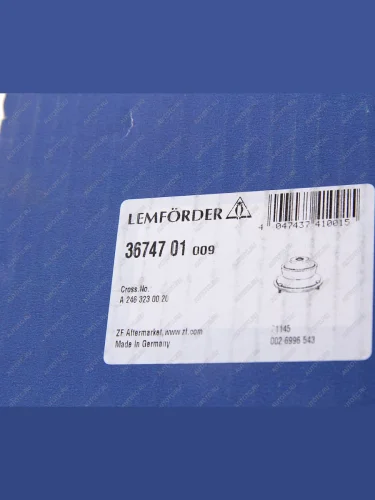 LEMFÖRDER
4 047437 410015
36747 01 009
Cross.No.
A 246 323 00 20
ZF Aftermarket, www.zf.com
Made in Germany
002 6996 543